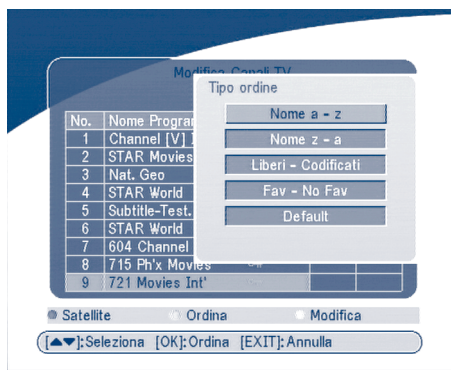 Modifica Canali TV
Tipo ordine
Nome a - z
Nome z - a
Liberi - Codificati
Fav - No Fav
Default
No. Nome
1 Channel [V]
2 STAR Movies
3 Nat. Geo
4 STAR World
5 Subtitle-Test.
6 STAR World
7 604 Channel
8 715 Ph'x Movies
9 721 Movies Int'
Satellite Ordina Modifica
[▲▼]:Seleziona [OK]:Ordina [EXIT]:Annulla